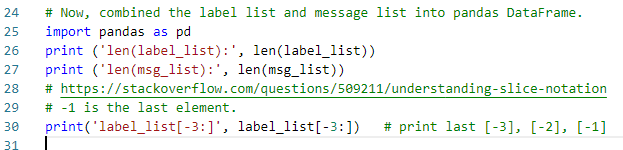 24 # Now, combined the label list and message list into pandas DataFrame.
25 import pandas as pd
26 print ('len(label_list):', len(label_list))
27 print ('len(msg_list):', len(msg_list))
28 # https://stackoverflow.com/questions/509211/understanding-slice-notation
29 # -1 is the last element.
30 print('label_list[-3:]', label_list[-3:]) # print last [-3], [-2], [-1]
31